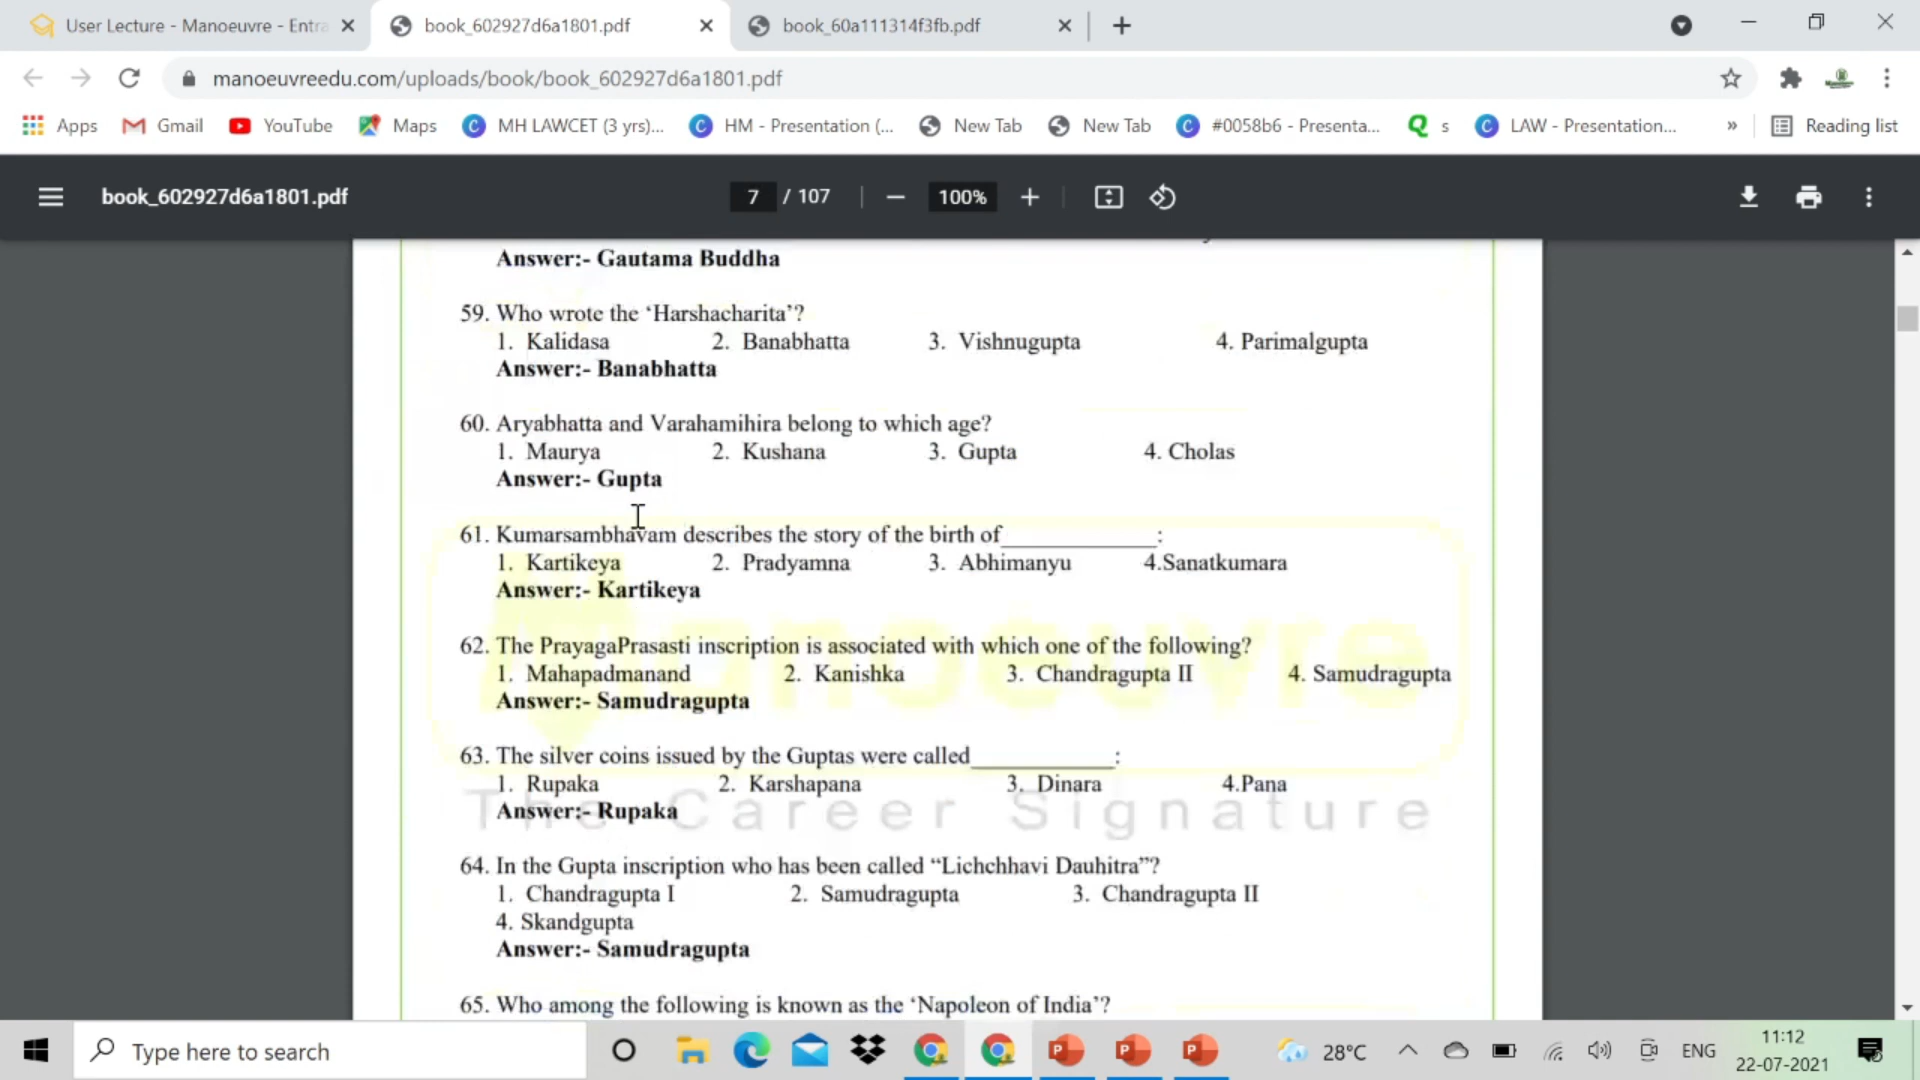 User Lecture - Manoeuvre - Entra
book_602927d6a1801.pdf
book_60a111314f3fb.pdf
manoeuvreedu.com/uploads/book/book_602927d6a1801.pdf
Apps Gmail YouTube Maps MH LAWCET (3 yrs)... HM - Presentation (... New Tab New Tab #0058b6 - Presenta... s LAW - Presentation... » Reading list
book_602927d6a1801.pdf 7 / 107 100%
Answer:- Gautama Buddha
59. Who wrote the ‘Harshacharita’?
1. Kalidasa 2. Banabhatta 3. Vishnugupta 4. Parimalgupta
Answer:- Banabhatta
60. Aryabhatta and Varahamihira belong to which age?
1. Maurya 2. Kushana 3. Gupta 4. Cholas
Answer:- Gupta
61. Kumarsambhavam describes the story of the birth of_____________:
1. Kartikeya 2. Pradyamna 3. Abhimanyu 4.Sanatkumara
Answer:- Kartikeya
62. The PrayagaPrasasti inscription is associated with which one of the following?
1. Mahapadmanand 2. Kanishka 3. Chandragupta II 4. Samudragupta
Answer:- Samudragupta
63. The silver coins issued by the Guptas were called____________:
1. Rupaka 2. Karshapana 3. Dinara 4.Pana
Answer:- Rupaka
64. In the Gupta inscription who has been called “Lichchhavi Dauhitra”?
1. Chandragupta I 2. Samudragupta 3. Chandragupta II
4. Skandgupta
Answer:- Samudragupta
65. Who among the following is known as the ‘Napoleon of India’?
Manoeuvre
The Career Signature
Type here to search
28°C ENG 11:12
22-07-2021